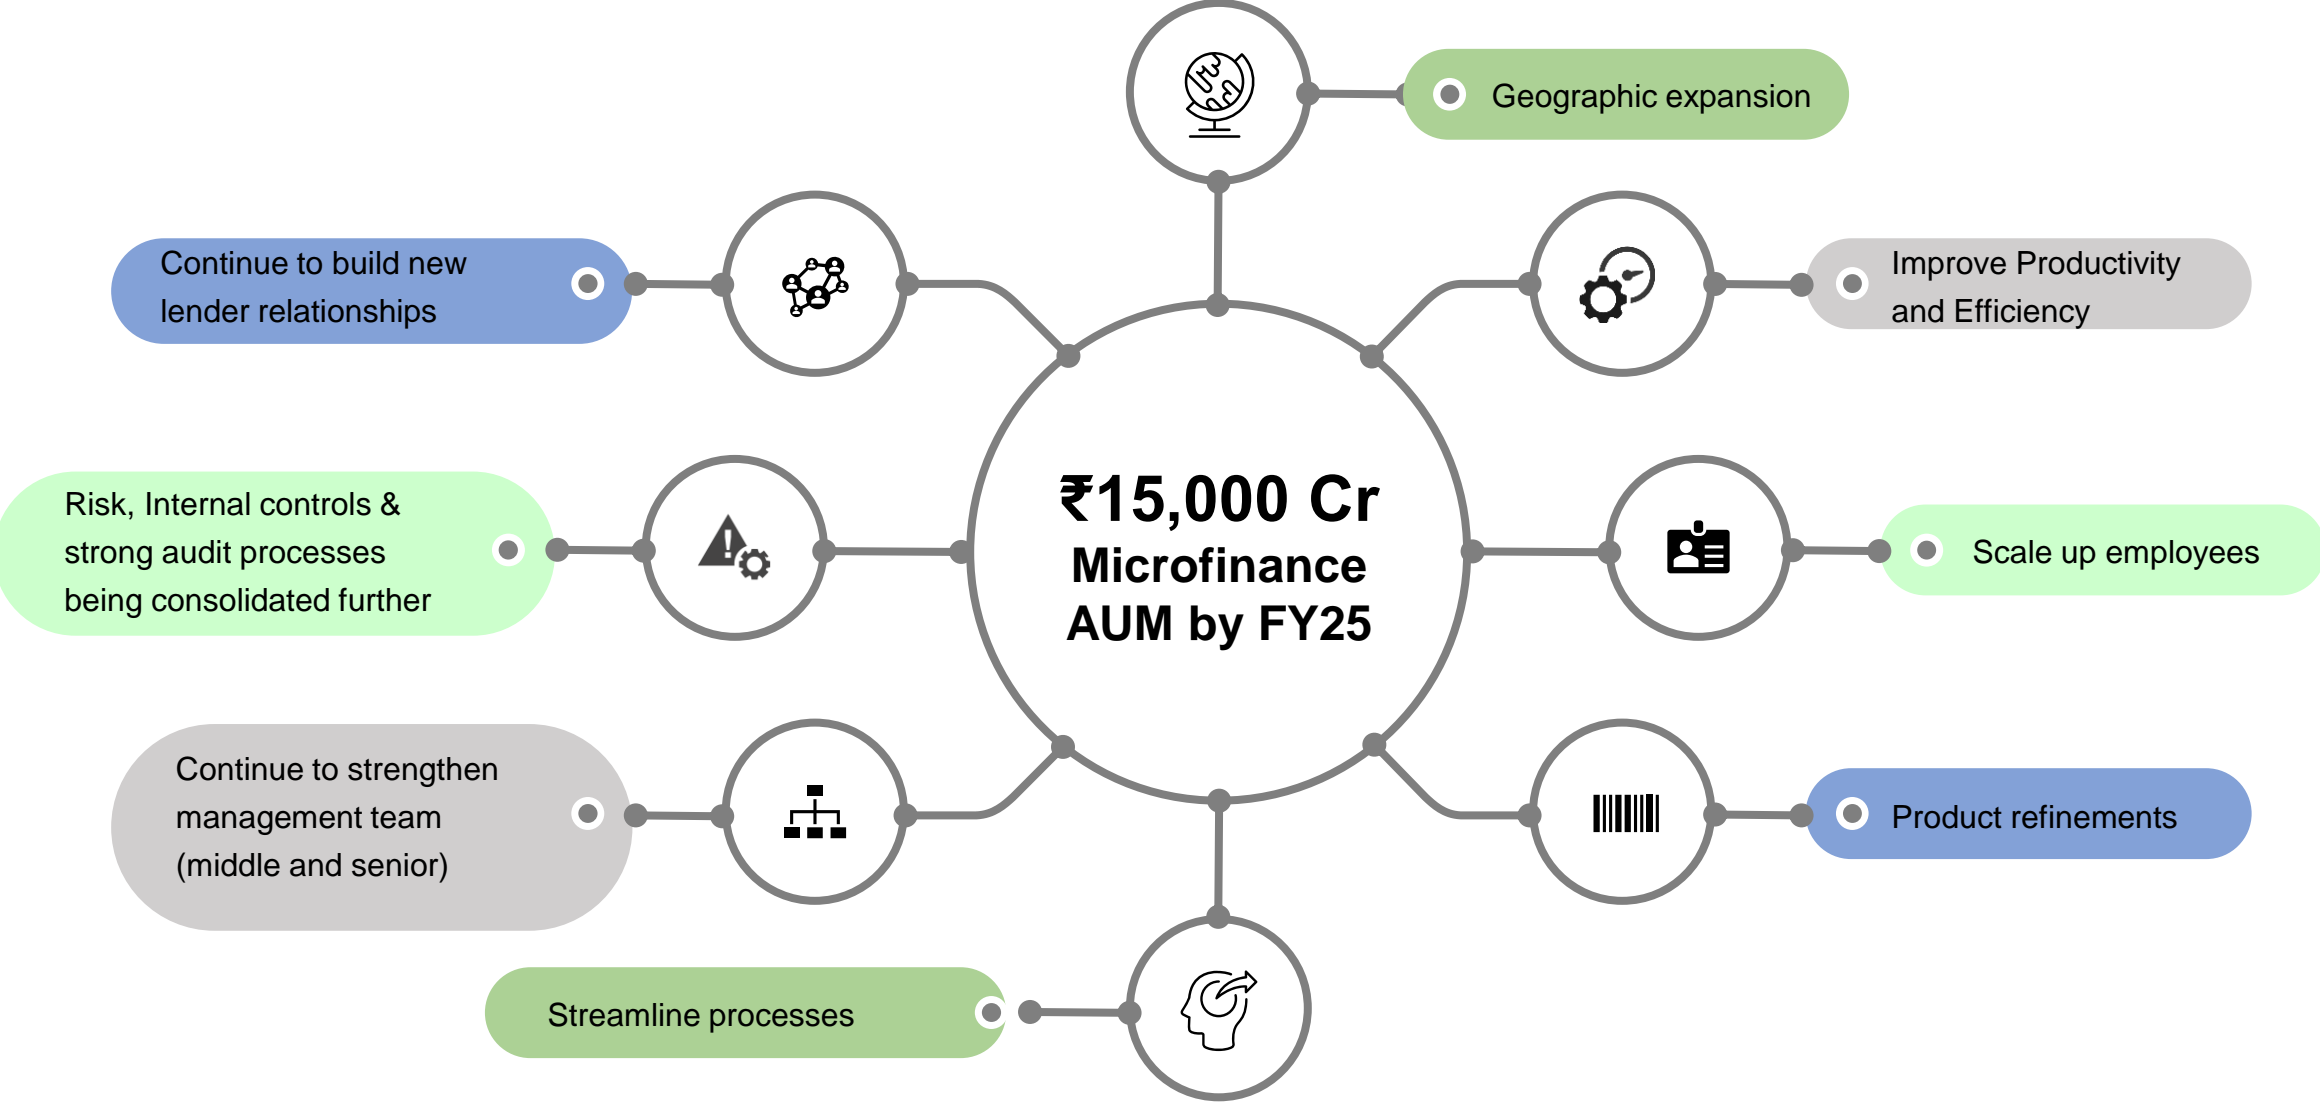 Geographic expansion
Continue to build new
lender relationships
Improve Productivity
and Efficiency
Risk, Internal controls &
strong audit processes
being consolidated further
₹15,000 Cr
Microfinance
AUM by FY25
Scale up employees
Continue to strengthen
management team
(middle and senior)
Product refinements
Streamline processes